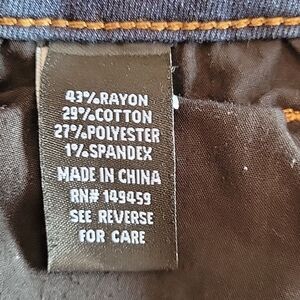 43%RAYON
29%COTTON
27%POLYESTER
1%SPANDEX
MADE IN CHINA
RN# 149459
SEE REVERSE
FOR CARE